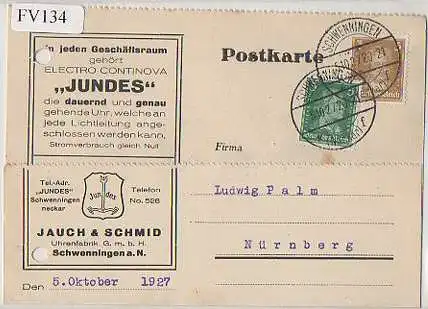 FV134
in jeden Geschäftsraum
gehört
ELECTRO CONTINOVA
„JUNDES"
die dauernd und genau
gehende Uhr, welche an
jede Lichtleitung ange-
schlossen werden kann.
Stromverbrauch gleich Null
Postkarte
SCHWENNINGEN
SCHWENNINGEN
Firma
Tel.-Adr.
„JUNDES"
Schwenningen
neckar
Jundes
Telefon
No. 526
JAUCH & SCHMID
Uhrenfabrik G. m. b. H.
Schwenningen a. N.
Den 5.Oktober 1927
Ludwig Palm
Nürnberg